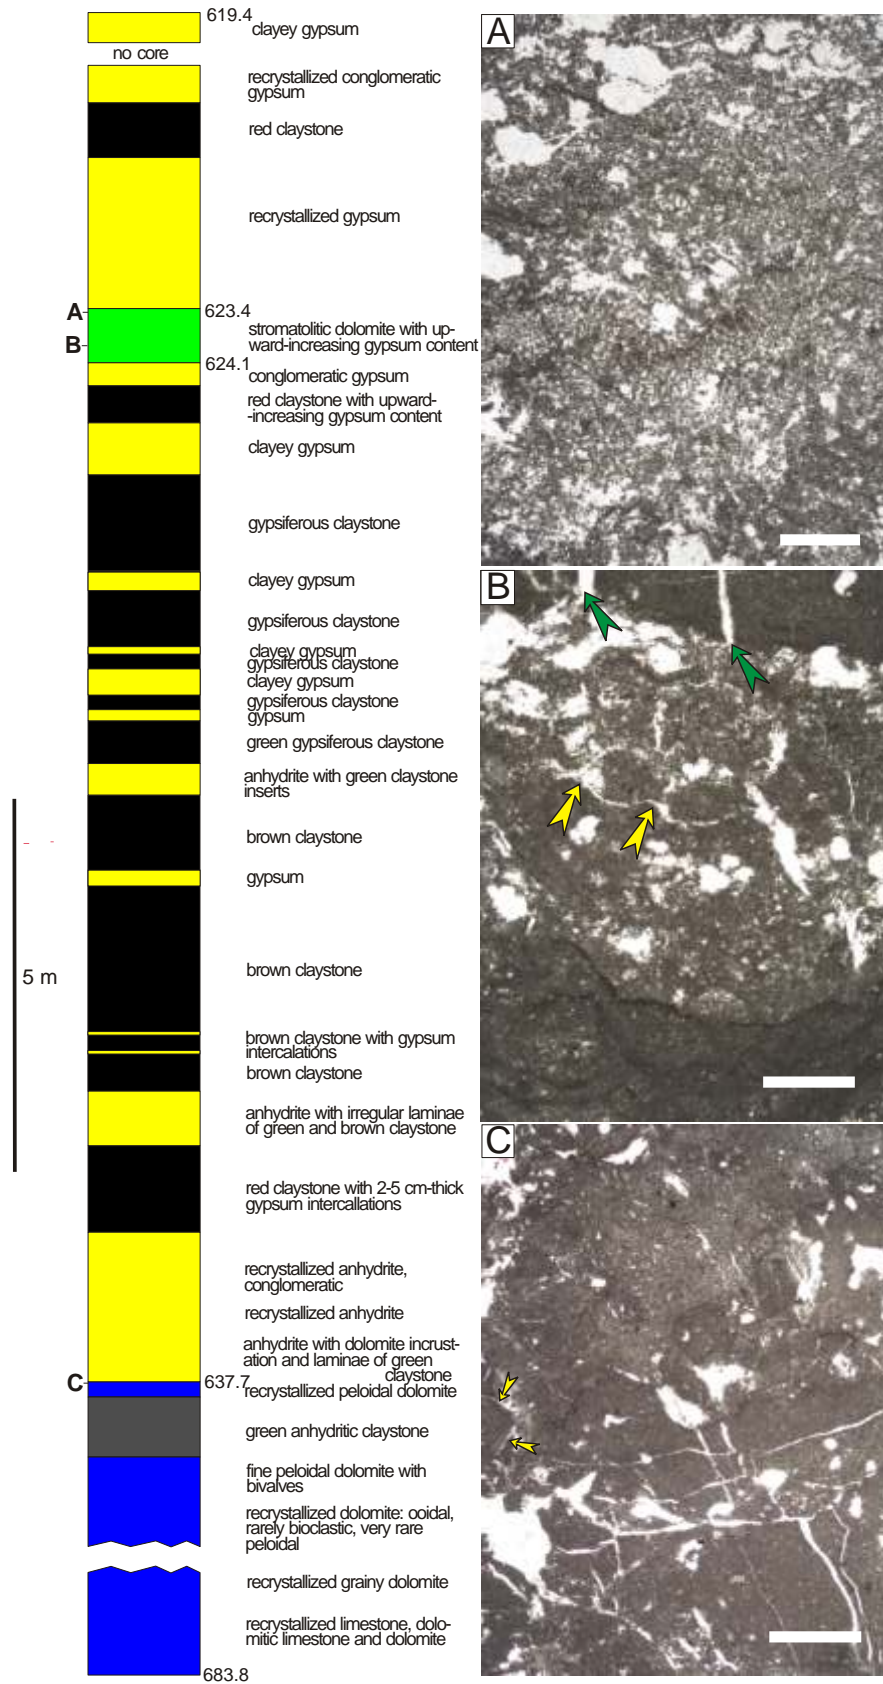 619.4
clayey gypsum
no core
recrystallized conglomeratic
gypsum
red claystone
recrystallized gypsum
A
623.4
stromatolitic dolomite with up-
ward-increasing gypsum content
B
624.1
conglomeratic gypsum
red claystone with upward-
-increasing gypsum content
clayey gypsum
gypsiferous claystone
clayey gypsum
gypsiferous claystone
clayey gypsum
gypsiferous claystone
clayey gypsum
gypsiferous claystone
gypsum
green gypsiferous claystone
anhydrite with green claystone
inserts
brown claystone
gypsum
5 m
brown claystone
brown claystone with gypsum
intercalations
brown claystone
anhydrite with irregular laminae
of green and brown claystone
red claystone with 2-5 cm-thick
gypsum intercallations
recrystallized anhydrite,
conglomeratic
recrystallized anhydrite
anhydrite with dolomite incrust-
ation and laminae of green
claystone
C
637.7
recrystallized peloidal dolomite
green anhydritic claystone
fine peloidal dolomite with
bivalves
recrystallized dolomite: ooidal,
rarely bioclastic, very rare
peloidal
recrystallized grainy dolomite
recrystallized limestone, dolo-
mitic limestone and dolomite
683.8
A
B
C